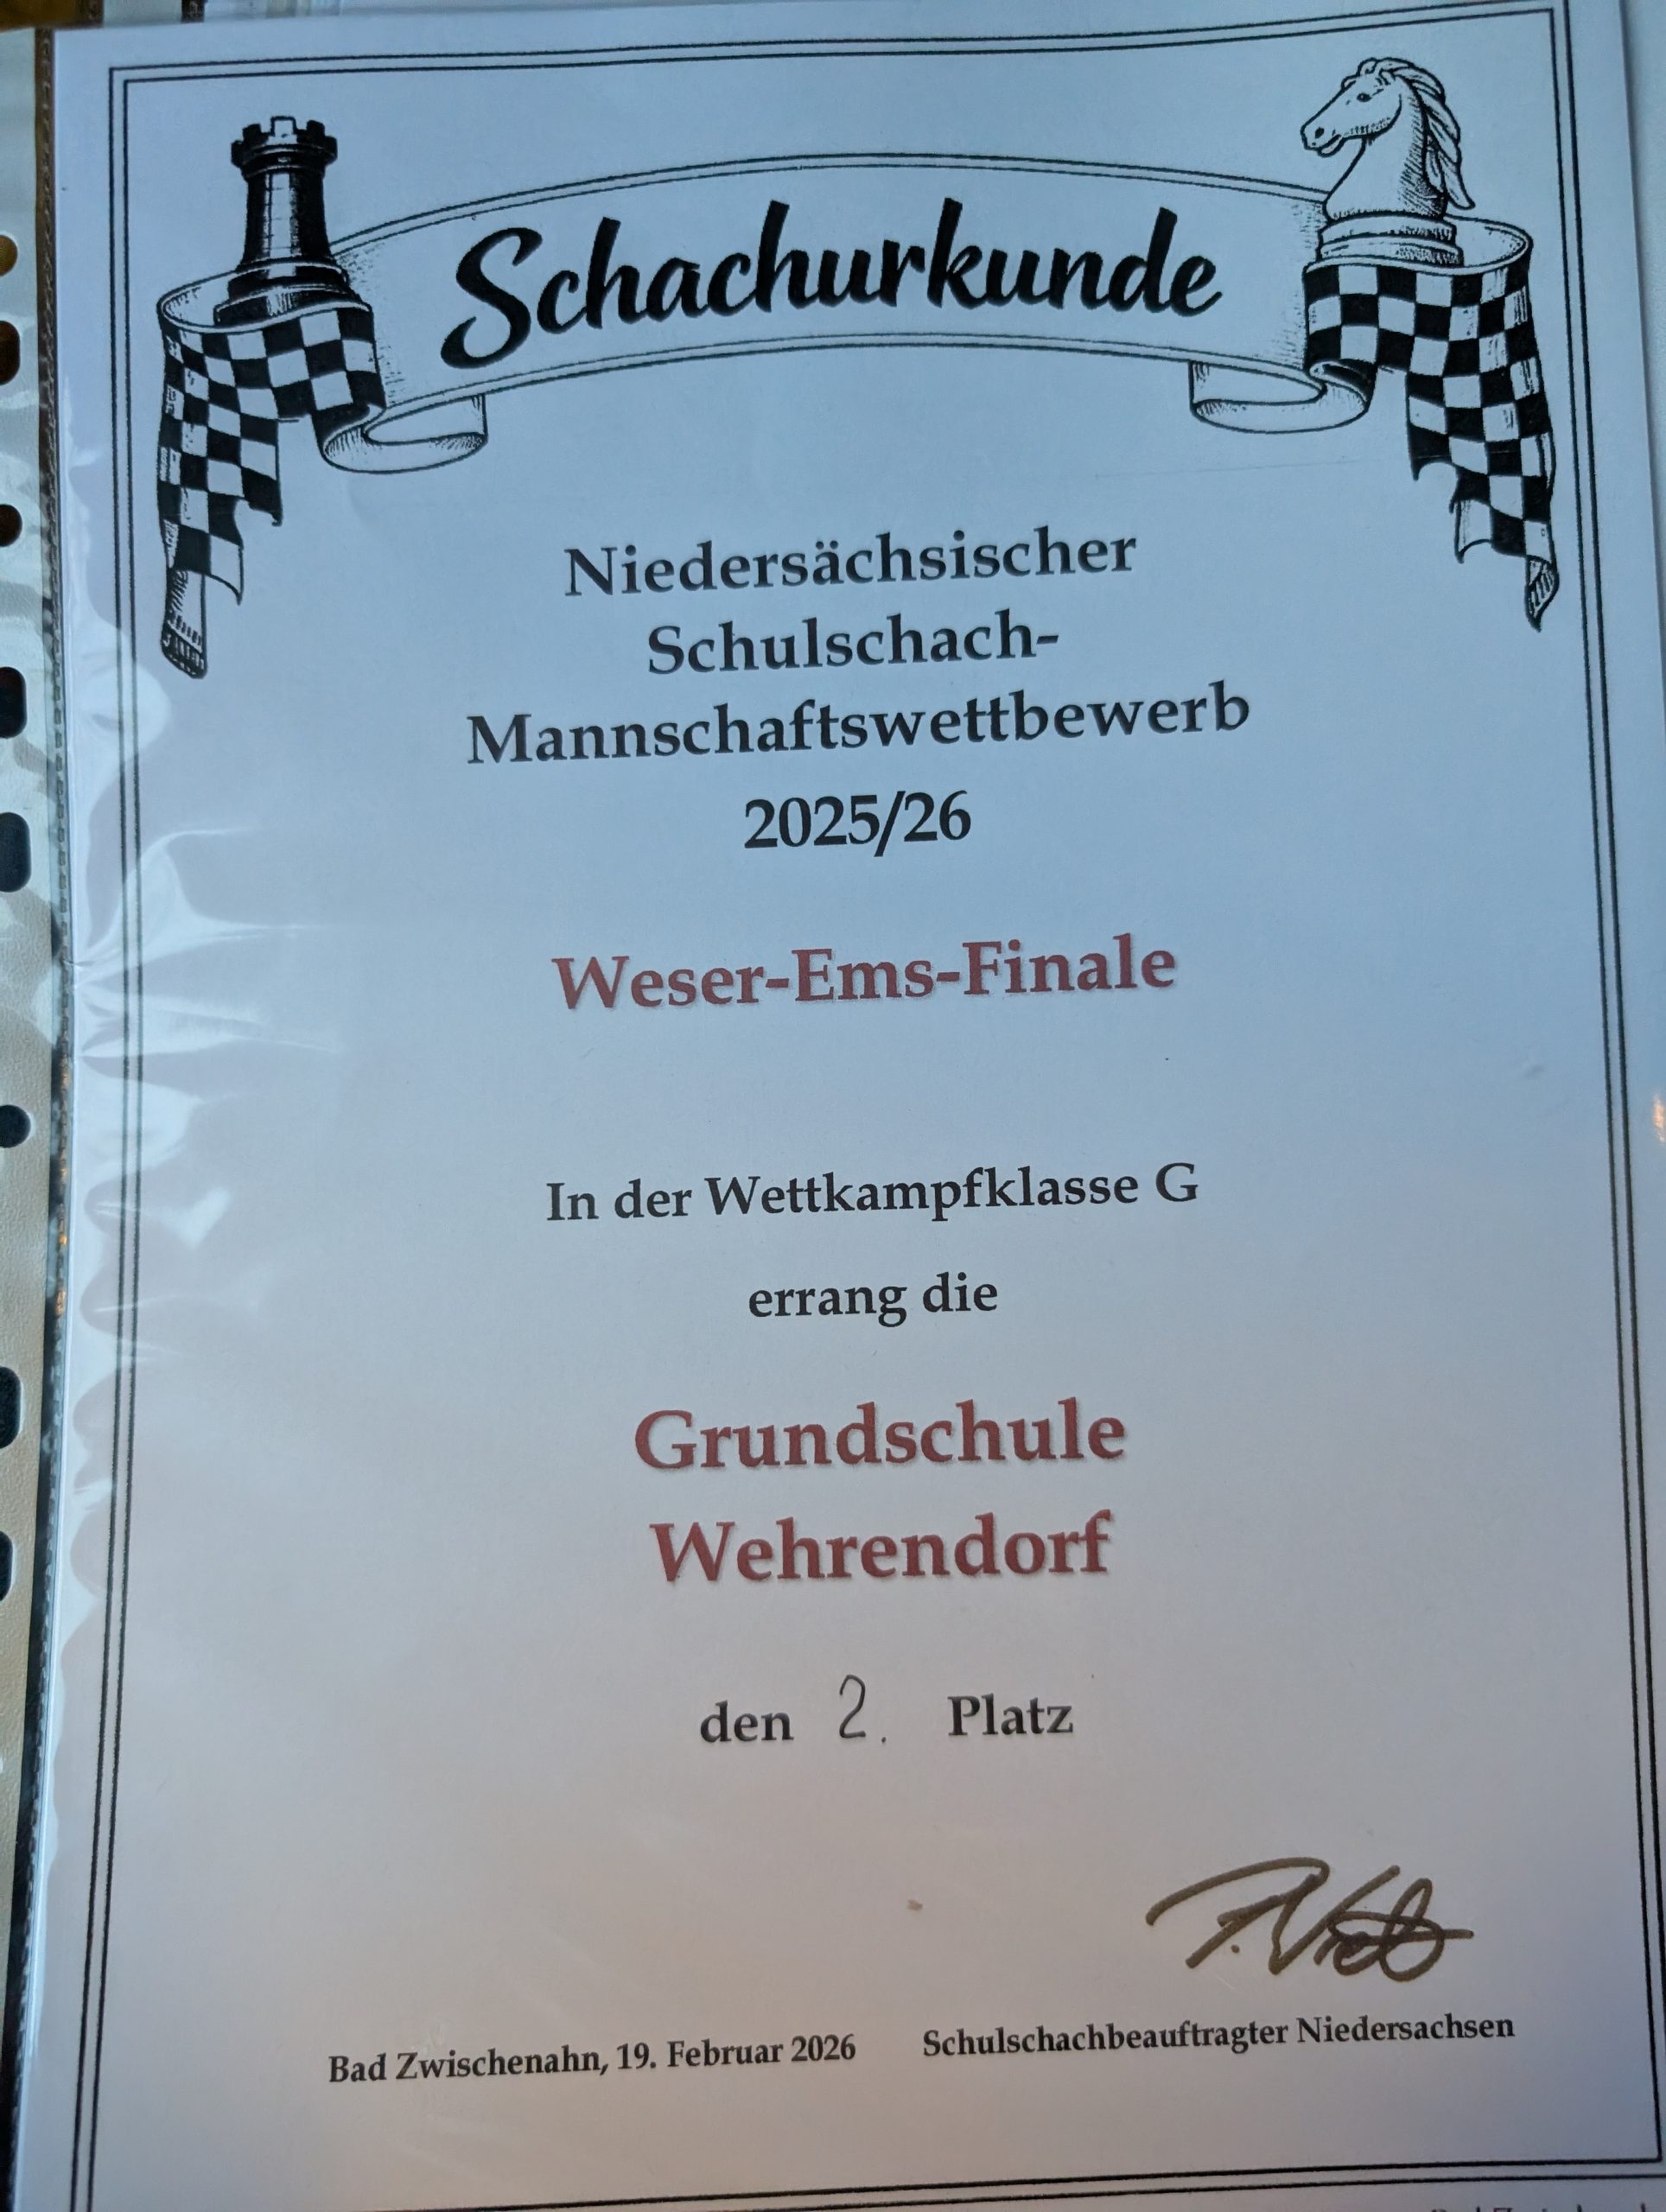 Schachurkunde
Niedersächsischer
Schulschach-
Mannschaftswettbewerb
2025/26
Weser-Ems-Finale
In der Wettkampfklasse G
errang die
Grundschule
Wehrendorf
den 2. Platz
Bad Zwischenahn, 19. Februar 2026 Schulschachbeauftragter Niedersachsen